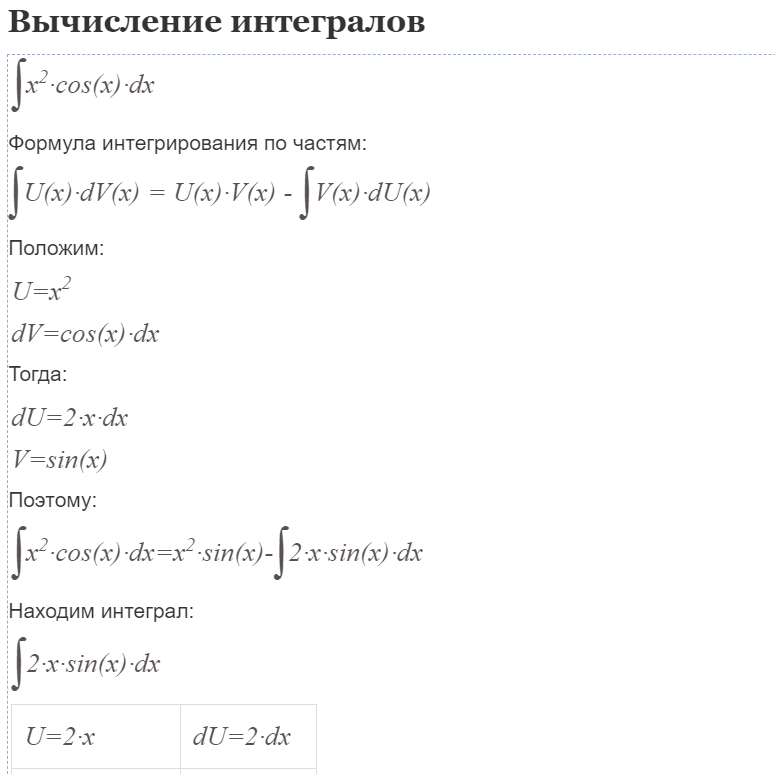 Вычисление интегралов
∫x²·cos(x)·dx
Формула интегрирования по частям:
∫U(x)·dV(x) = U(x)·V(x) - ∫V(x)·dU(x)
Положим:
U=x²
dV=cos(x)·dx
Тогда:
dU=2·x·dx
V=sin(x)
Поэтому:
∫x²·cos(x)·dx=x²·sin(x)-∫2·x·sin(x)·dx
Находим интеграл:
∫2·x·sin(x)·dx
U=2·x dU=2·dx